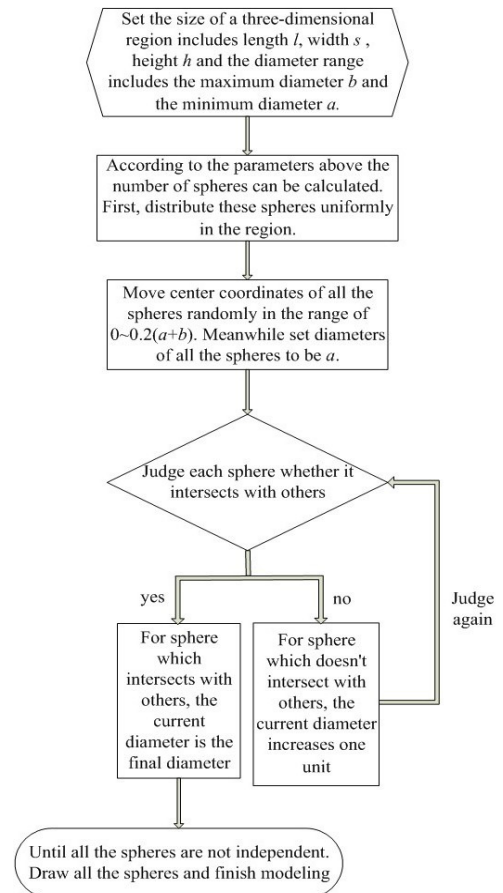 Set the size of a three-dimensional
region includes length l, width s ,
height h and the diameter range
includes the maximum diameter b and
the minimum diameter a.
According to the parameters above the
number of spheres can be calculated.
First, distribute these spheres uniformly
in the region.
Move center coordinates of all the
spheres randomly in the range of
0~0.2(a+b). Meanwhile set diameters
of all the spheres to be a.
Judge each sphere whether it
intersects with others
yes
no
Judge
again
For sphere
which
intersects with
others, the
current
diameter is the
final diameter
For sphere
which doesn't
intersect with
others, the
current diameter
increases one
unit
Until all the spheres are not independent.
Draw all the spheres and finish modeling